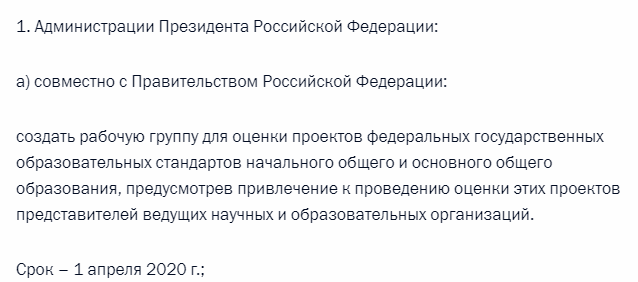 1. Администрации Президента Российской Федерации:
а) совместно с Правительством Российской Федерации:
создать рабочую группу для оценки проектов федеральных государственных
образовательных стандартов начального общего и основного общего
образования, предусмотрев привлечение к проведению оценки этих проектов
представителей ведущих научных и образовательных организаций.
Срок – 1 апреля 2020 г.;